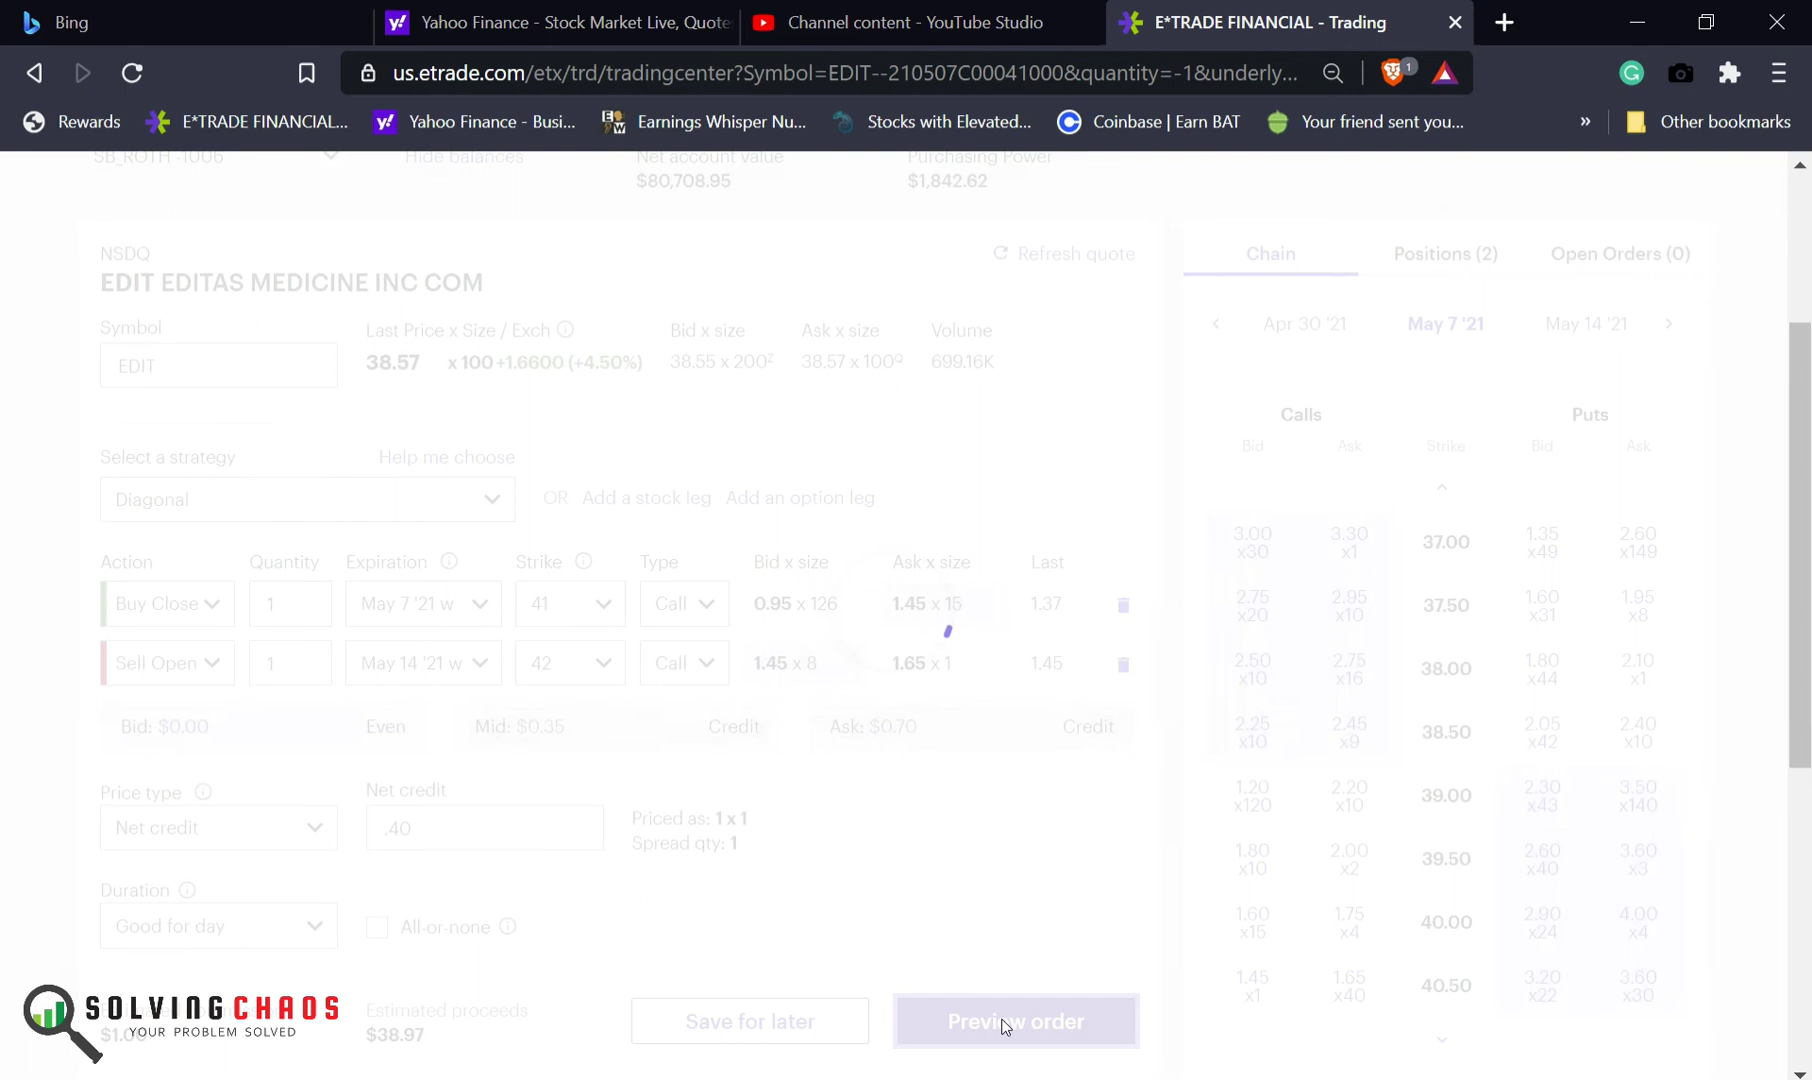 Bing
Yahoo Finance - Stock Market Live, Quote
Channel content - YouTube Studio
E*TRADE FINANCIAL - Trading
us.etrade.com/etx/trd/tradingcenter?Symbol=EDIT--210507C00041000&quantity=-1&underly...
1
Rewards
E*TRADE FINANCIAL...
Yahoo Finance - Busi...
Earnings Whisper Nu...
Stocks with Elevated...
Coinbase | Earn BAT
Your friend sent you...
»
Other bookmarks
SB_ROTH -1006
Hide balances
Net account value
Purchasing Power
$80,708.95
$1,842.62
NSDQ
Refresh quote
EDIT EDITAS MEDICINE INC COM
Symbol
Last Price x Size / Exch
Bid x size
Ask x size
Volume
EDIT
38.57 x 100 +1.6600 (+4.50%)
38.55 x 200Z
38.57 x 100Q
699.16K
Select a strategy
Help me choose
Diagonal
OR Add a stock leg Add an option leg
Action Quantity Expiration Strike Type Bid x size Ask x size Last
Buy Close 1 May 7 '21 w 41 Call 0.95 x 126 1.45 x 15 1.37
Sell Open 1 May 14 '21 w 42 Call 1.45 x 8 1.65 x 1 1.45
Bid: $0.00 Even Mid: $0.35 Credit Ask: $0.70 Credit
Price type
Net credit
Net credit
.40
Priced as: 1 x 1
Spread qty: 1
Duration
Good for day
All-or-none
Estimated proceeds
$1.00
$38.97
Save for later
Preview order
Chain
Positions (2)
Open Orders (0)
Apr 30 '21
May 7 '21
May 14 '21
Calls
Puts
Bid Ask Strike Bid Ask
3.00 3.30 37.00 1.35 2.60
x30 x1 x49 x149
2.75 2.95 37.50 1.60 1.95
x20 x10 x31 x8
2.50 2.75 38.00 1.80 2.10
x10 x16 x44 x1
2.25 2.45 38.50 2.05 2.40
x10 x9 x42 x10
1.20 2.20 39.00 2.30 3.50
x120 x10 x43 x140
1.80 2.00 39.50 2.60 3.60
x10 x2 x40 x3
1.60 1.75 40.00 2.90 4.00
x15 x4 x24 x4
1.45 1.65 40.50 3.20 3.60
x1 x40 x22 x30
SOLVINGCHAOS
YOUR PROBLEM SOLVED